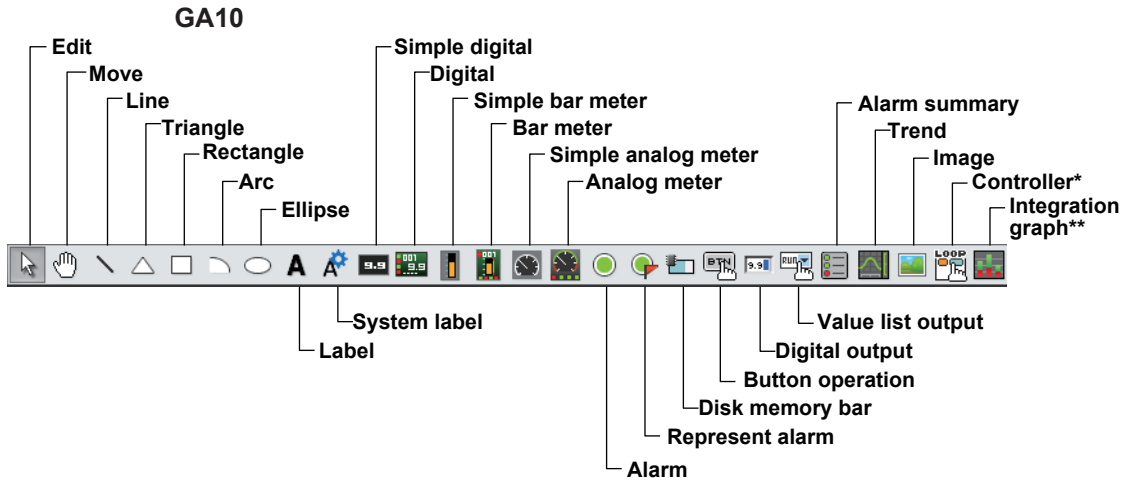 GA10
Edit
Simple digital
Move
Digital
Line
Simple bar meter
Alarm summary
Triangle
Bar meter
Trend
Rectangle
Simple analog meter
Image
Arc
Analog meter
Controller*
Ellipse
Integration
graph**
A
A
9.9
001
9.9
001
BTN
9.9
RUN
LOOP
System label
Value list output
Label
Digital output
Button operation
Disk memory bar
Represent alarm
Alarm